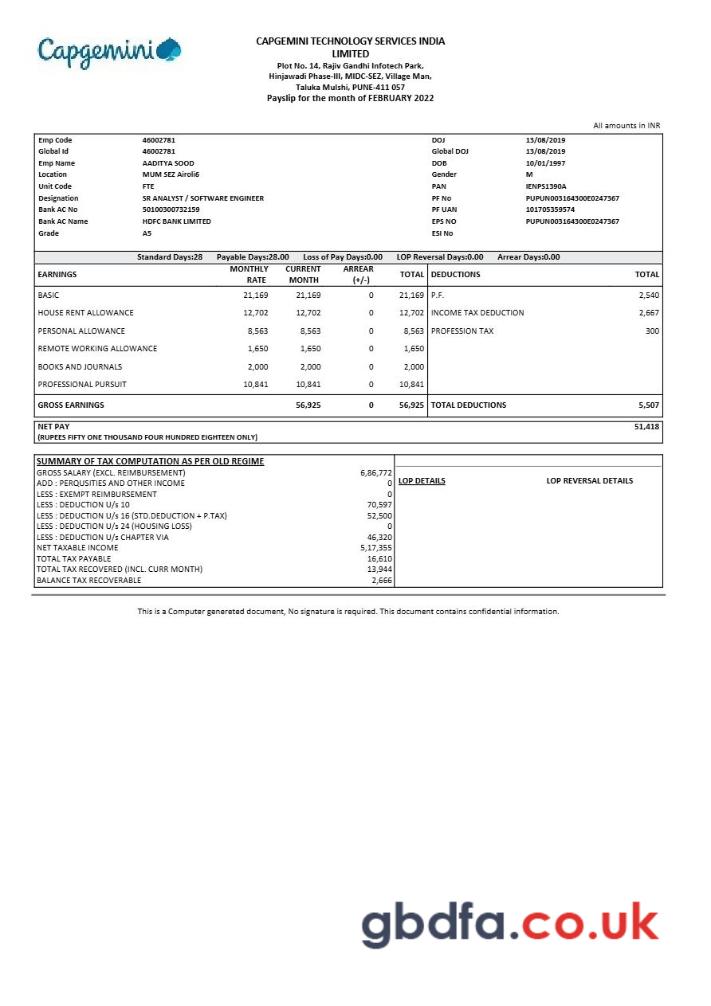 Capgemini
CAPGEMINI TECHNOLOGY SERVICES INDIA
LIMITED
Plot No. 14, Rajiv Gandhi Infotech Park,
Hinjawadi Phase-III, MIDC-SEZ, Village Man,
Taluka Mulshi, PUNE-411 057
Payslip for the month of FEBRUARY 2022
All amounts in INR
Emp Code 46002781 DOJ 13/08/2019
Global Id 46002781 Global DOJ 13/08/2019
Emp Name AADITYA SOOD DOB 10/01/1997
Location MUM SEZ Airoli6 Gender M
Unit Code FTE PAN IENPS1390A
Designation SR ANALYST / SOFTWARE ENGINEER PF No PUPUN003164300E0247367
Bank AC No 50100300732159 PF UAN 101705359574
Bank AC Name HDFC BANK LIMITED EPS NO PUPUN003164300E0247367
Grade A5 ESI No
Standard Days:28 Payable Days:28.00 Loss of Pay Days:0.00 LOP Reversal Days:0.00 Arrear Days:0.00
EARNINGS MONTHLY RATE CURRENT MONTH ARREAR (+/-) TOTAL DEDUCTIONS TOTAL
BASIC 21,169 21,169 0 21,169 P.F. 2,540
HOUSE RENT ALLOWANCE 12,702 12,702 0 12,702 INCOME TAX DEDUCTION 2,667
PERSONAL ALLOWANCE 8,563 8,563 0 8,563 PROFESSION TAX 300
REMOTE WORKING ALLOWANCE 1,650 1,650 0 1,650
BOOKS AND JOURNALS 2,000 2,000 0 2,000
PROFESSIONAL PURSUIT 10,841 10,841 0 10,841
GROSS EARNINGS 56,925 0 56,925 TOTAL DEDUCTIONS 5,507
NET PAY 51,418
(RUPEES FIFTY ONE THOUSAND FOUR HUNDRED EIGHTEEN ONLY)
SUMMARY OF TAX COMPUTATION AS PER OLD REGIME
GROSS SALARY (EXCL. REIMBURSEMENT) 6,86,772
ADD : PERQUSITIES AND OTHER INCOME 0
LESS : EXEMPT REIMBURSEMENT 0
LESS : DEDUCTION U/s 10 70,597
LESS : DEDUCTION U/s 16 (STD.DEDUCTION + P.TAX) 52,500
LESS : DEDUCTION U/s 24 (HOUSING LOSS) 0
LESS : DEDUCTION U/s CHAPTER VIA 46,320
NET TAXABLE INCOME 5,17,355
TOTAL TAX PAYABLE 16,610
TOTAL TAX RECOVERED (INCL. CURR MONTH) 13,944
BALANCE TAX RECOVERABLE 2,666
LOP DETAILS LOP REVERSAL DETAILS
This is a Computer genereted document, No signature is required. This document contains confidential information.
gbdfa.co.uk